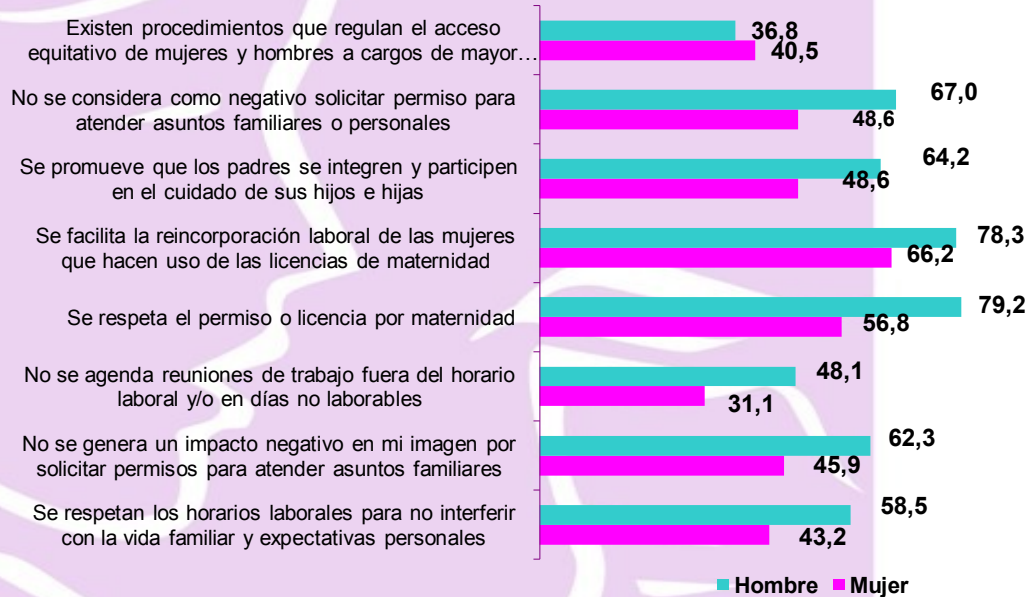 Existen procedimientos que regulan el acceso
equitativo de mujeres y hombres a cargos de mayor…
36,8
40,5
No se considera como negativo solicitar permiso para
atender asuntos familiares o personales
67,0
48,6
Se promueve que los padres se integren y participen
en el cuidado de sus hijos e hijas
64,2
48,6
Se facilita la reincorporación laboral de las mujeres
que hacen uso de las licencias de maternidad
78,3
66,2
Se respeta el permiso o licencia por maternidad
79,2
56,8
No se agenda reuniones de trabajo fuera del horario
laboral y/o en días no laborables
48,1
31,1
No se genera un impacto negativo en mi imagen por
solicitar permisos para atender asuntos familiares
62,3
45,9
Se respetan los horarios laborales para no interferir
con la vida familiar y expectativas personales
58,5
43,2
Hombre Mujer